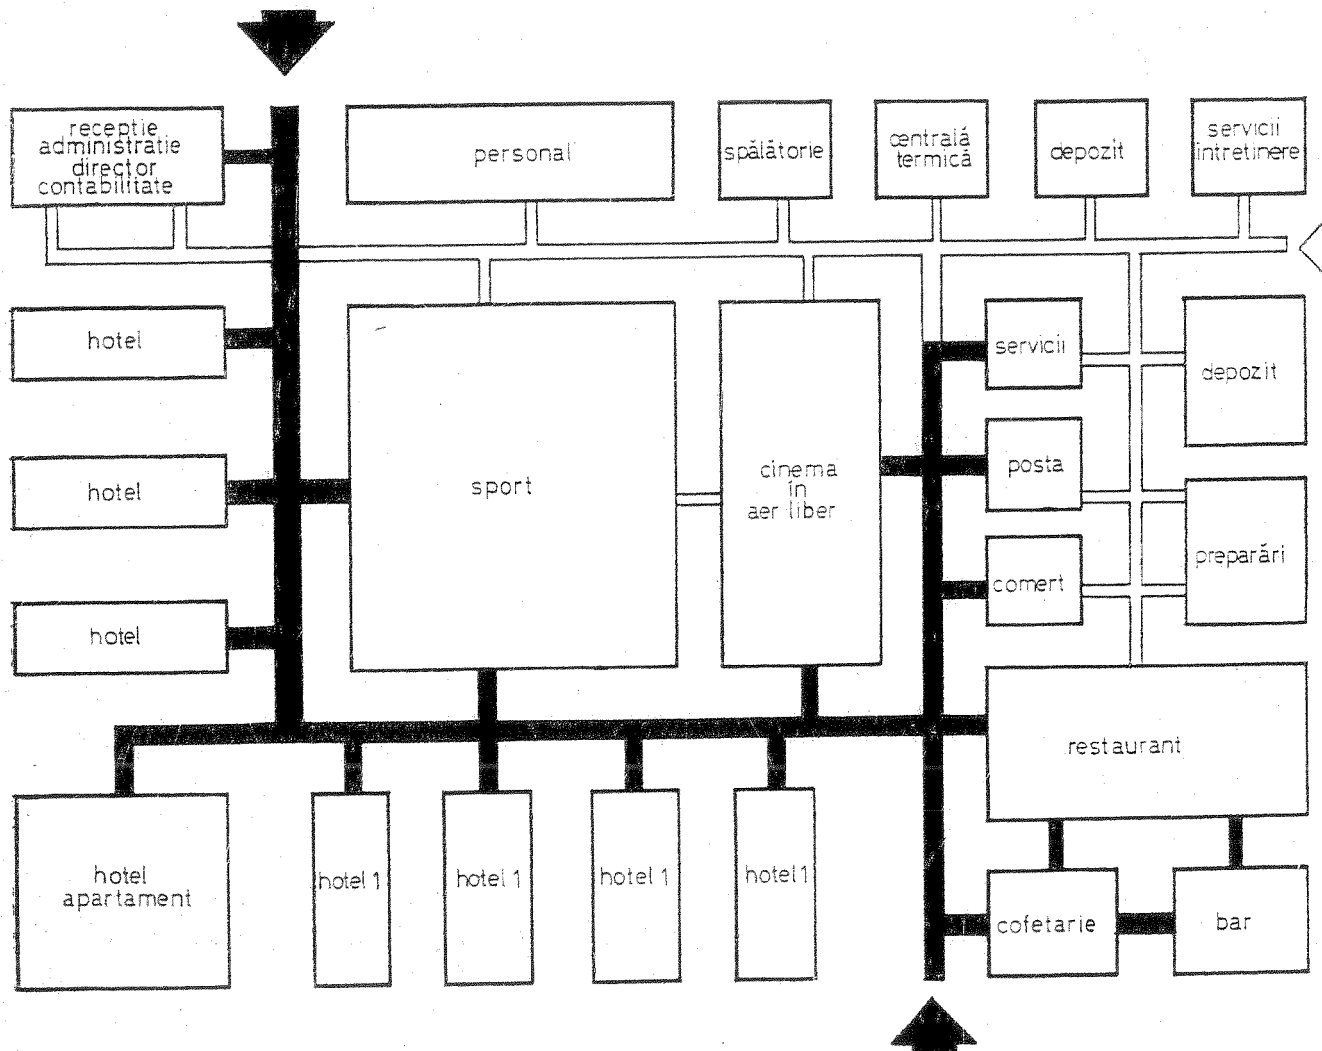 receptie
administratie
director
contabilitate
personal
spălătorie
centrală
termică
depozit
servicii
intretinere
hotel
servicii
depozit
hotel
sport
cinema
în
aer liber
posta
comert
preparări
hotel
restaurant
hotel
apartament
hotel 1
hotel 1
hotel 1
hotel 1
cofetarie
bar